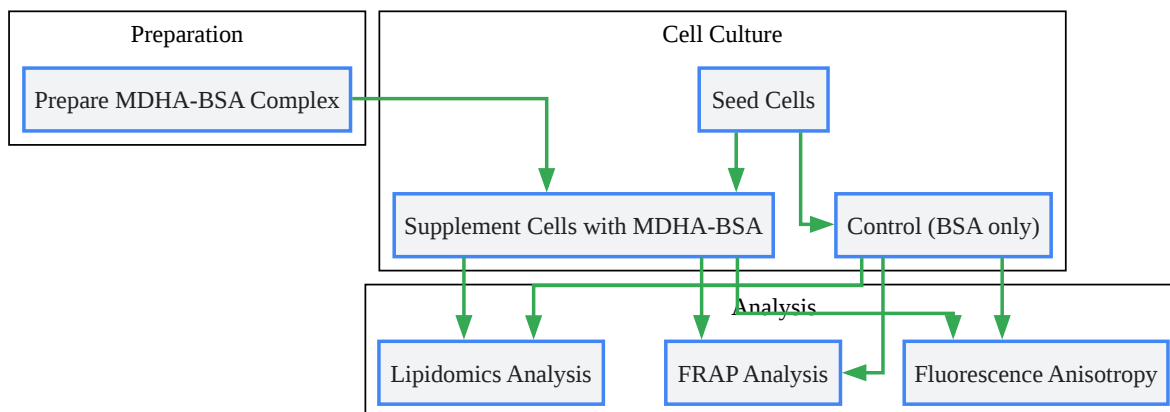 Preparation
Cell Culture
Prepare MDHA-BSA Complex
Seed Cells
Supplement Cells with MDHA-BSA
Control (BSA only)
Analysis
Lipidomics Analysis
FRAP Analysis
Fluorescence Anisotropy